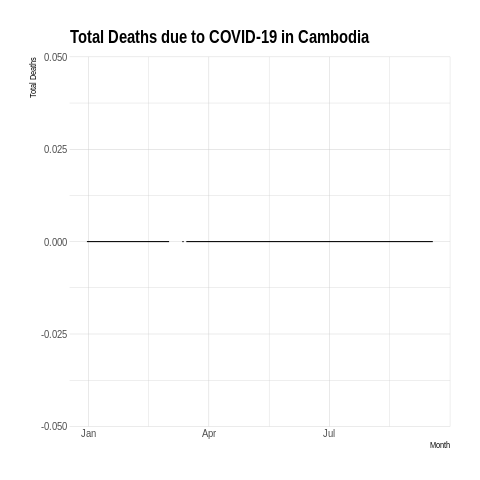 Total Deaths due to COVID-19 in Cambodia
Total Deaths
0.050
0.025
0.000
-0.025
-0.050
Jan Apr Jul
Month